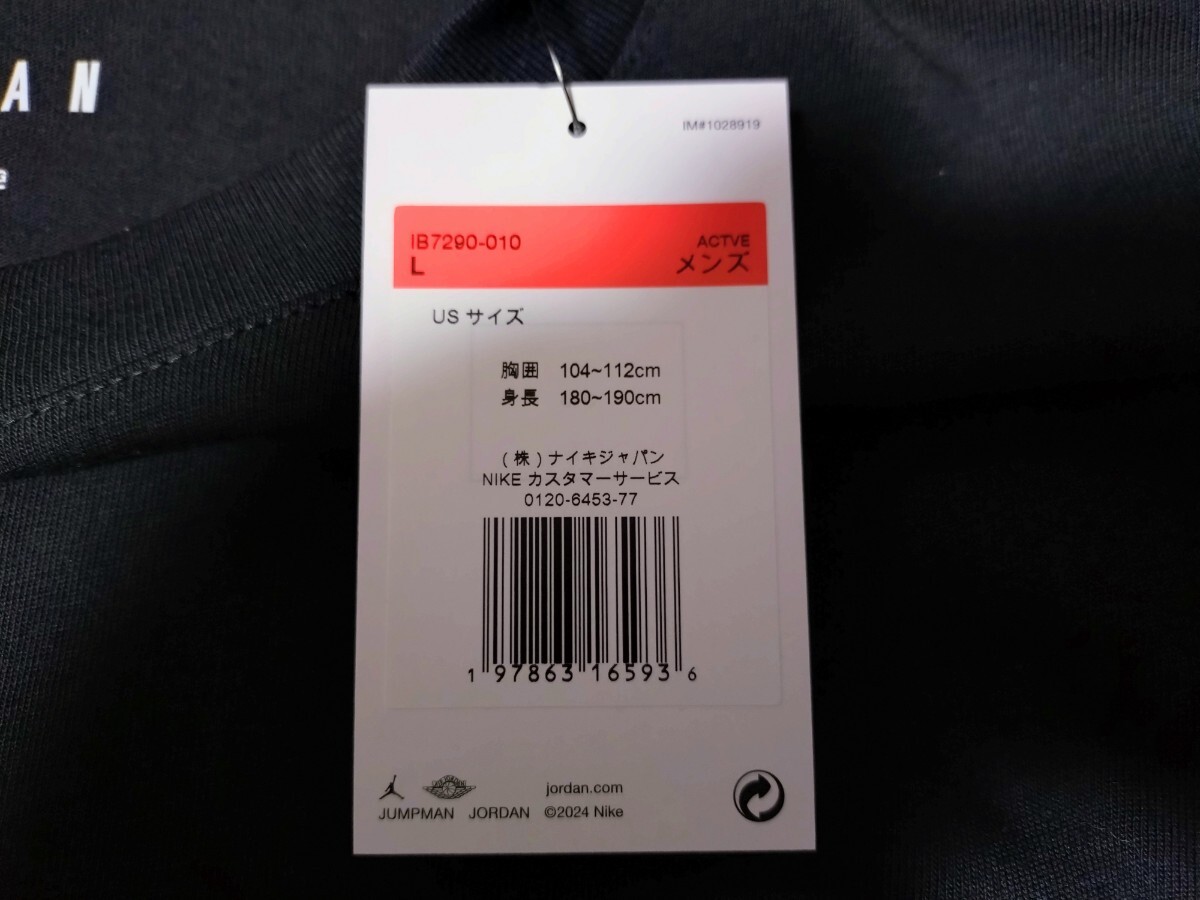 AN
IM#1028919
IB7290-010 ACTVE
L メンズ
US サイズ
胸囲 104~112cm
身長 180~190cm
(株)ナイキジャパン
NIKE カスタマーサービス
0120-6453-77
1 97863 16593 6
jordan.com
JUMPMAN JORDAN ©2024 Nike